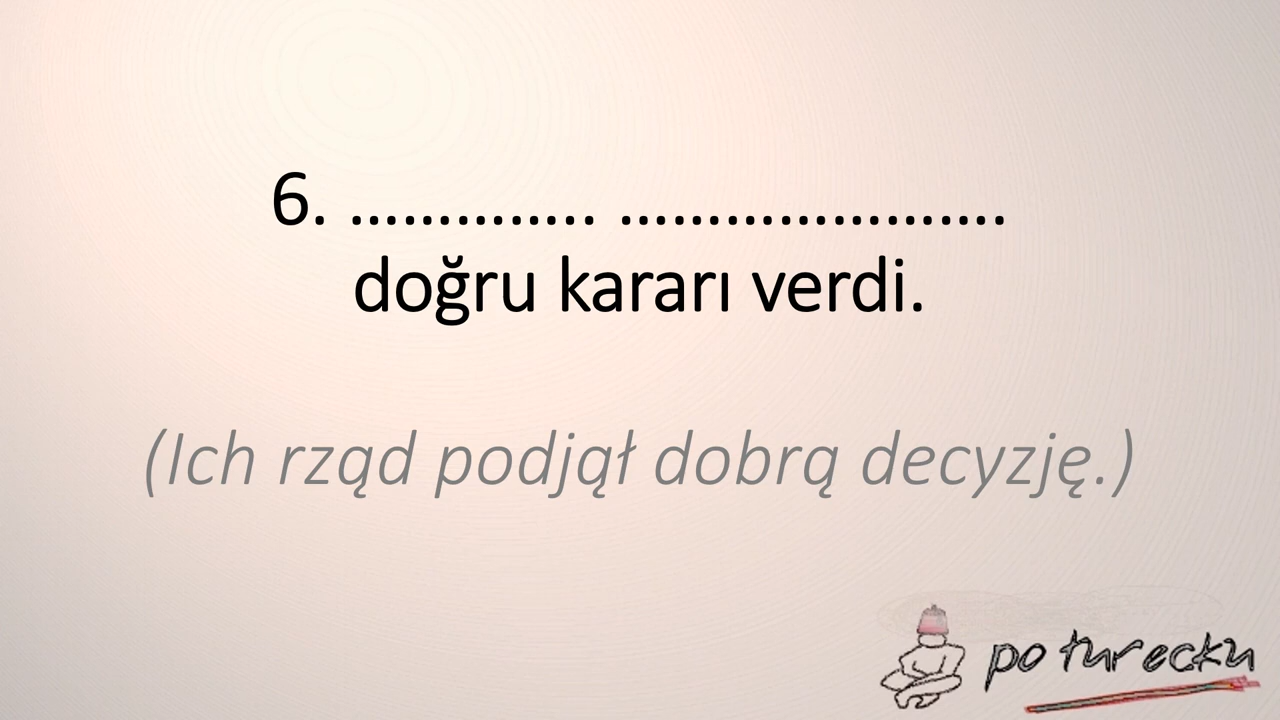 6. ………….. ………………….
doğru kararı verdi.
(Ich rząd podjął dobrą decyzję.)
po turecku